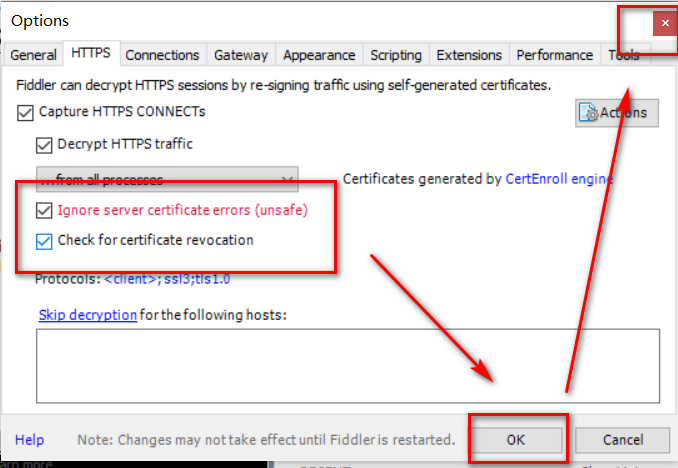 Options
General HTTPS Connections Gateway Appearance Scripting Extensions Performance Tools
Fiddler can decrypt HTTPS sessions by re-signing traffic using self-generated certificates.
Capture HTTPS CONNECTs
Actions
Decrypt HTTPS traffic
...from all processes
Certificates generated by CertEnroll engine
Ignore server certificate errors (unsafe)
Check for certificate revocation
Protocols: <client>; ssl3;tls1.0
Skip decryption for the following hosts:
Help Note: Changes may not take effect until Fiddler is restarted. OK Cancel